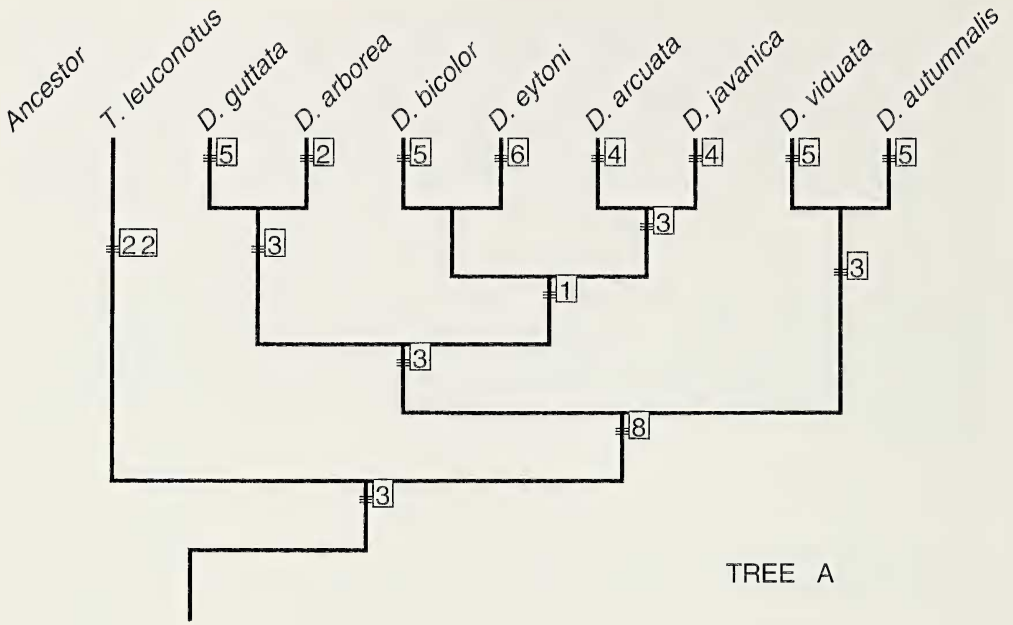 Ancestor
T. leuconotus
D. guttata
D. arborea
D. bicolor
D. eytoni
D. arcuata
D. javanica
D. viduata
D. autumnalis
5 2 5 6 4 4 5 5
3
22 3
3
1
3
8
3
TREE A